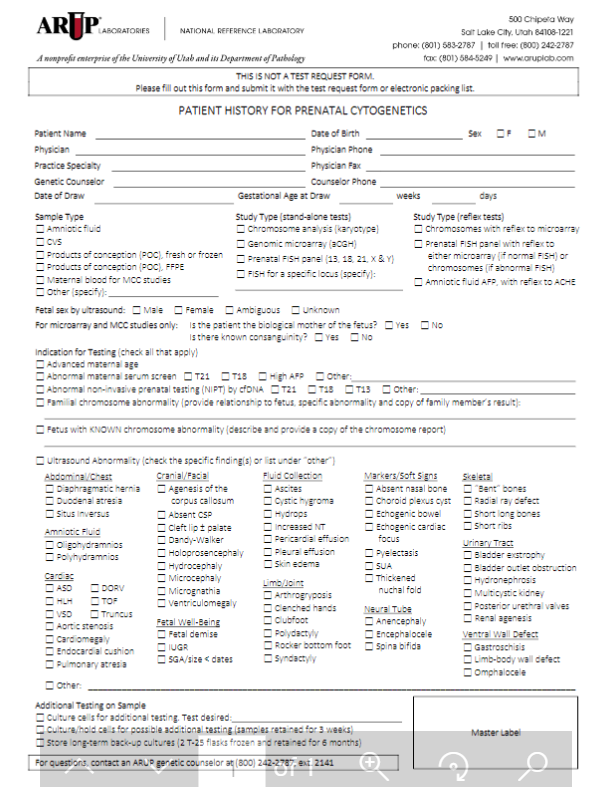 ARUP LABORATORIES | NATIONAL REFERENCE LABORATORY
A nonprofit enterprise of the University of Utah and its Department of Pathology
500 Chipeta Way
Salt Lake City, Utah 84108-1221
phone: (801) 583-2787 | toll free: (800) 242-2787
fax: (801) 584-5249 | www.aruplab.com
THIS IS NOT A TEST REQUEST FORM.
Please fill out this form and submit it with the test request form or electronic packing list.
PATIENT HISTORY FOR PRENATAL CYTOGENETICS
Patient Name Date of Birth Sex F M
Physician Physician Phone
Practice Specialty Physician Fax
Genetic Counselor Counselor Phone
Date of Draw Gestational Age at Draw weeks days
Sample Type
Amniotic fluid
CVS
Products of conception (POC), fresh or frozen
Products of conception (POC), FFPE
Maternal blood for MCC studies
Other (specify):
Study Type (stand-alone tests)
Chromosome analysis (karyotype)
Genomic microarray (aCGH)
Prenatal FISH panel (13, 18, 21, X & Y)
FISH for a specific locus (specify):
Study Type (reflex tests)
Chromosomes with reflex to microarray
Prenatal FISH panel with reflex to
either microarray (if normal FISH) or
chromosomes (if abnormal FISH)
Amniotic fluid AFP, with reflex to ACHE
Fetal sex by ultrasound: Male Female Ambiguous Unknown
For microarray and MCC studies only: Is the patient the biological mother of the fetus? Yes No
Is there known consanguinity? Yes No
Indication for Testing (check all that apply)
Advanced maternal age
Abnormal maternal serum screen T21 T18 High AFP Other:
Abnormal non-invasive prenatal testing (NIPT) by cfDNA T21 T18 T13 Other:
Familial chromosome abnormality (provide relationship to fetus, specific abnormality and copy of family member's result):
Fetus with KNOWN chromosome abnormality (describe and provide a copy of the chromosome report)
Ultrasound Abnormality (check the specific finding(s) or list under "other")
Abdominal/Chest
Diaphragmatic hernia
Duodenal atresia
Situs inversus
Amniotic Fluid
Oligohydramnios
Polyhydramnios
Cardiac
ASD DORV
HLH TOF
VSD Truncus
Aortic stenosis
Cardiomegaly
Endocardial cushion
Pulmonary atresia
Cranial/Facial
Agenesis of the
corpus callosum
Absent CSP
Cleft lip ± palate
Dandy-Walker
Holoprosencephaly
Hydrocephaly
Microcephaly
Micrognathia
Ventriculomegaly
Fetal Well-Being
Fetal demise
IUGR
SGA/size < dates
Fluid Collection
Ascites
Cystic hygroma
Hydrops
Increased NT
Pericardial effusion
Pleural effusion
Skin edema
Limb/Joint
Arthrogryposis
Clenched hands
Clubfoot
Polydactyly
Rocker bottom foot
Syndactyly
Markers/Soft Signs
Absent nasal bone
Choroid plexus cyst
Echogenic bowel
Echogenic cardiac
focus
Pyelectasis
SUA
Thickened
nuchal fold
Neural Tube
Anencephaly
Encephalocele
Spina bifida
Skeletal
"Bent" bones
Radial ray defect
Short long bones
Short ribs
Urinary Tract
Bladder exstrophy
Bladder outlet obstruction
Hydronephrosis
Multicystic kidney
Posterior urethral valves
Renal agenesis
Ventral Wall Defect
Gastroschisis
Limb-body wall defect
Omphalocele
Other:
Additional Testing on Sample
Culture cells for additional testing. Test desired:
Culture/hold cells for possible additional testing (samples retained for 3 weeks)
Store long-term back-up cultures (2 T-25 flasks frozen and retained for 6 months)
Master Label
For questions, contact an ARUP genetic counselor at (800) 242-2787, ext. 2141
1 of 1